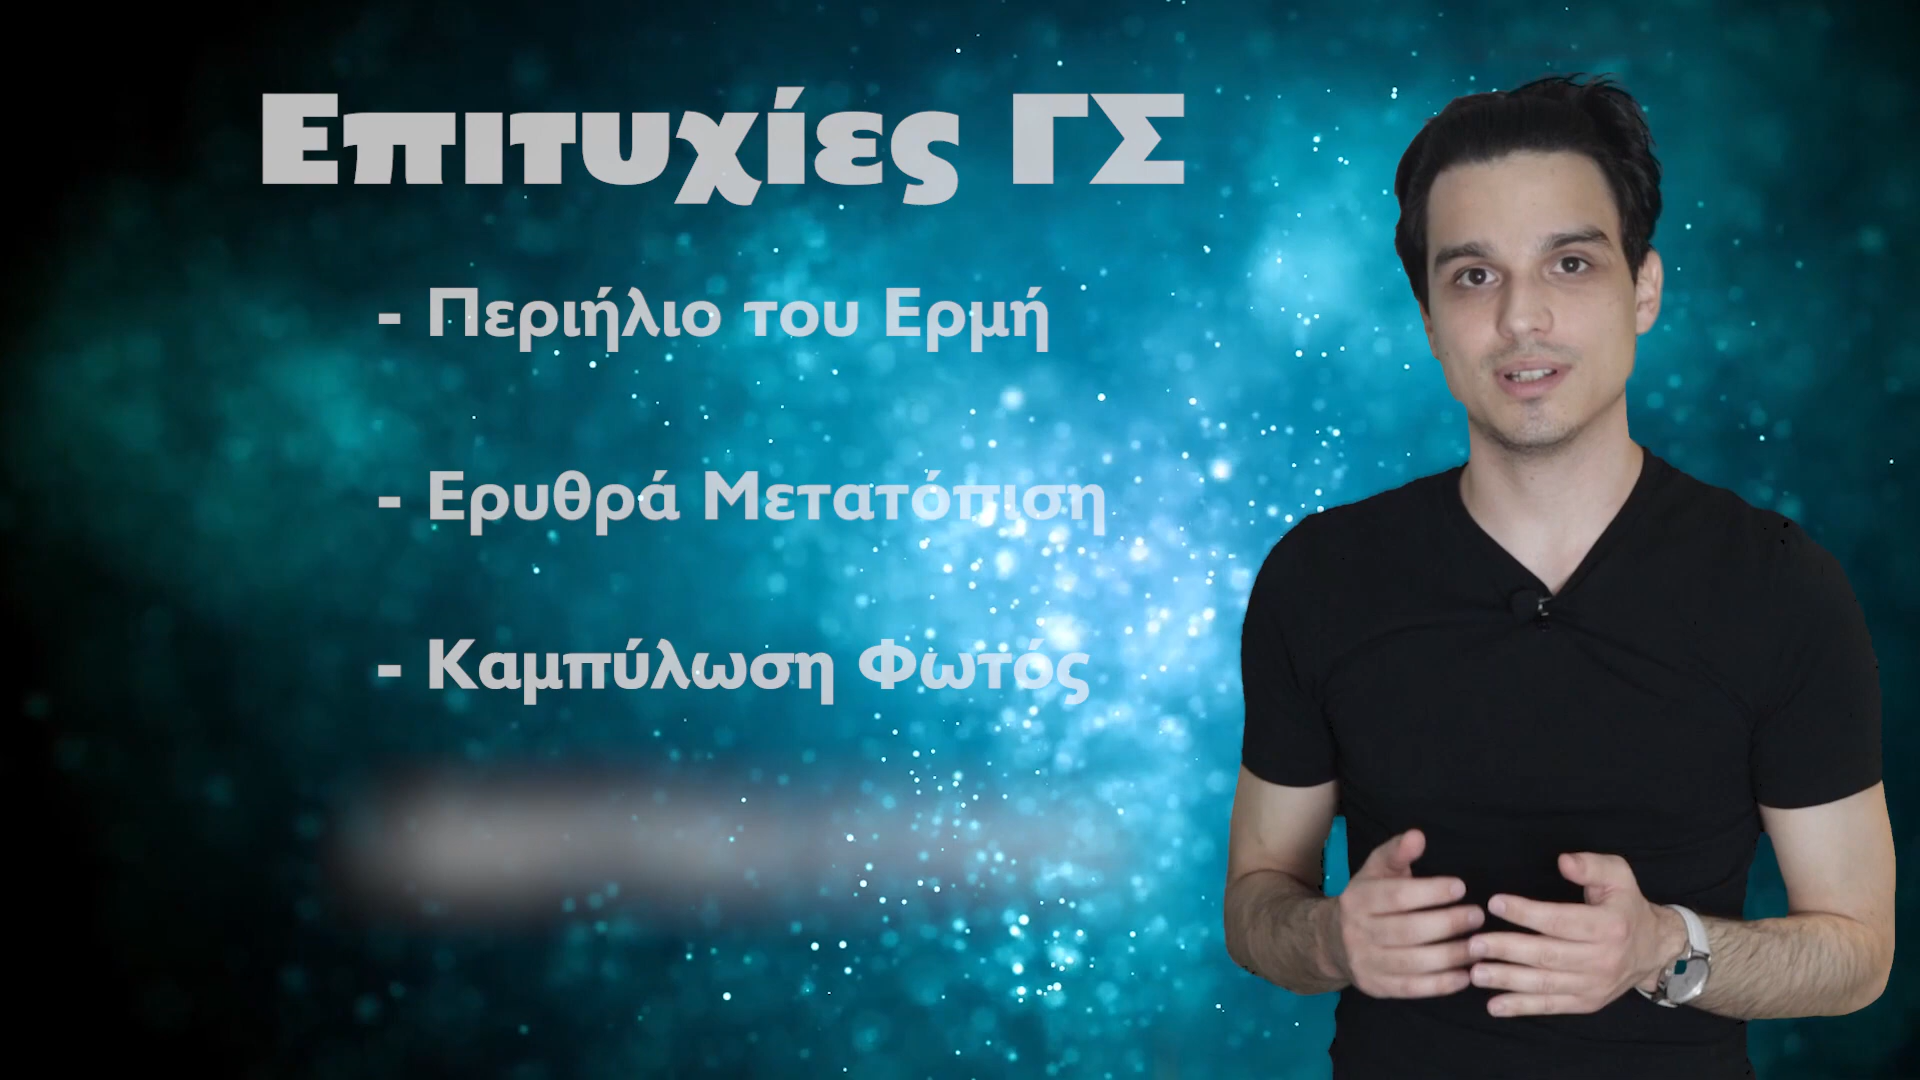 Επιτυχίες ΓΣ
- Περιήλιο του Ερμή
- Ερυθρά Μετατόπιση
- Καμπύλωση Φωτός